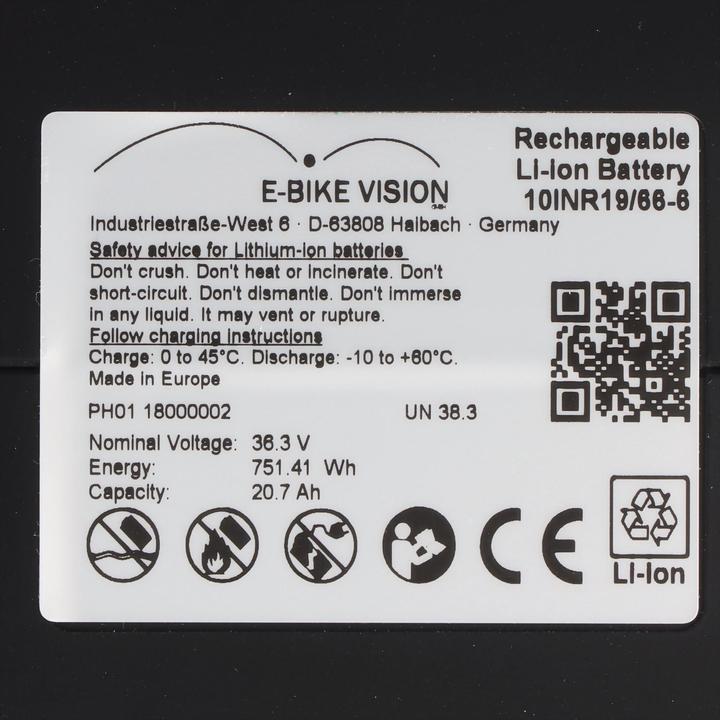 Rechargeable
Li-ion Battery
10INR19/66-6
E-BIKE VISION
Industriestraße-West 6 · D-63808 Haibach · Germany
Safety advice for Lithium-ion batteries
Don't crush. Don't heat or incinerate. Don't
short-circuit. Don't dismantle. Don't immerse
in any liquid. It may vent or rupture.
Follow charging instructions
Charge: 0 to 45°C. Discharge: -10 to +60°C.
Made in Europe
PH01 18000002 UN 38.3
Nominal Voltage: 36.3 V
Energy: 751.41 Wh
Capacity: 20.7 Ah
CE
Li-ion